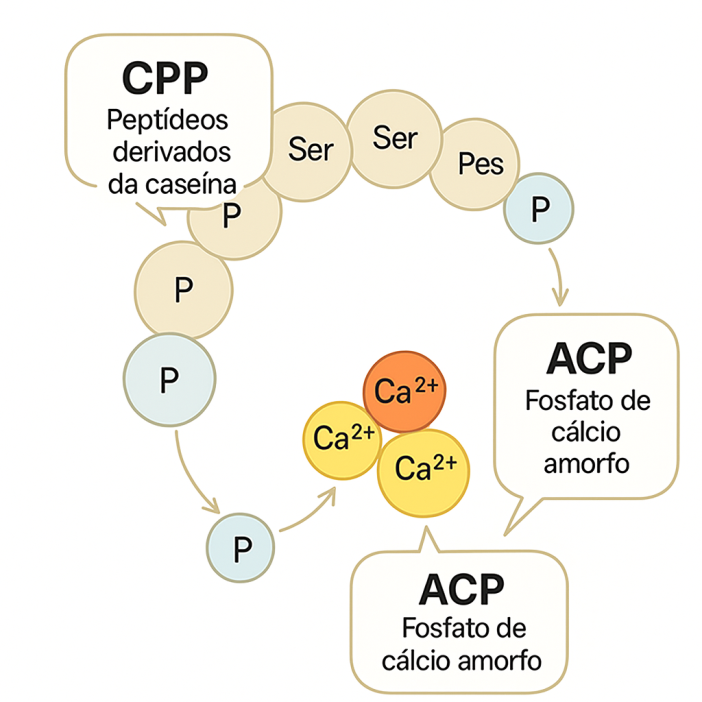 CPP
Peptídeos
derivados
da caseína
Ser
Ser
Pes
P
P
P
P
P
Ca²⁺
Ca²⁺
Ca²⁺
ACP
Fosfato de
cálcio
amorfo
ACP
Fosfato de
cálcio amorfo